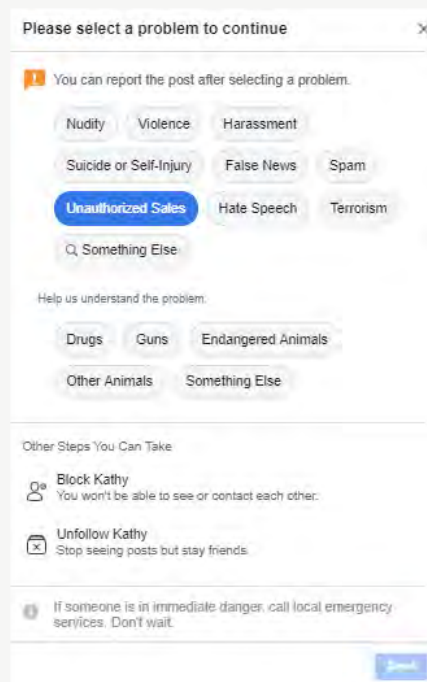 Please select a problem to continue
You can report the post after selecting a problem.
Nudity Violence Harassment
Suicide or Self-Injury False News Spam
Unauthorized Sales Hate Speech Terrorism
Something Else
Help us understand the problem.
Drugs Guns Endangered Animals
Other Animals Something Else
Other Steps You Can Take
Block Kathy
You won't be able to see or contact each other.
Unfollow Kathy
Stop seeing posts but stay friends.
If someone is in immediate danger, call local emergency
services. Don't wait.
Send